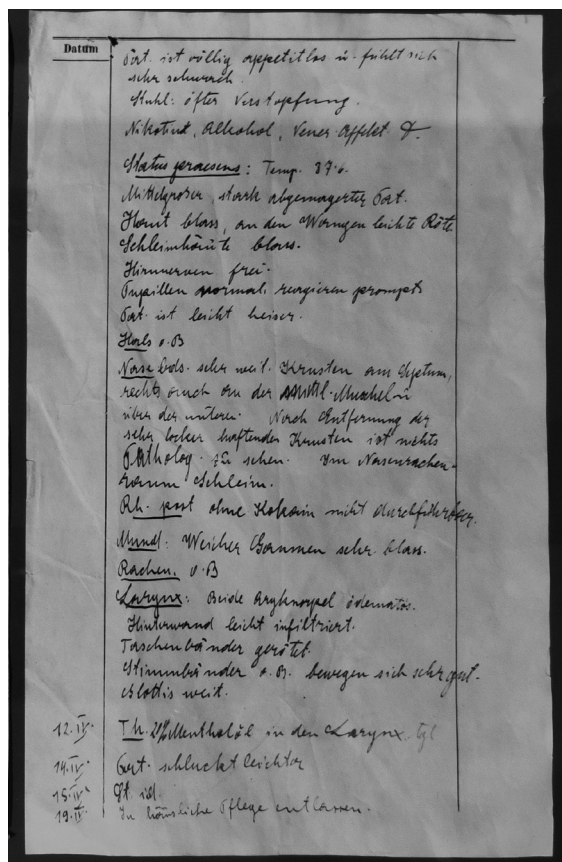 Datum
Pat. ist völlig appetitlos u. fühlt sich
sehr schwach.
Stuhl: öfter Verstopfung.
Nikotin, Alkohol, Vener. Affekt
Status praesens: Temp. 37.6.
Mittelgroßer, stark abgemagerter Pat.
Haut blass, an den Wangen leichte Röte
Schleimhäute blass.
Hirnnerven frei.
Pupillen normal, reagieren prompt
Pat. ist leicht heiser.
Hals o.B
Nase bds. sehr weit. Krusten am Septum,
rechts auch an der mittl. Muschel u
über der unteren. Nach Entfernung der
sehr locker haftenden Krusten ist nichts
Patholog. zu sehen. Im Nasenrachen-
raum Schleim.
Rh. post ohne Kokain nicht durchführbar.
Mund: Weicher Gaumen sehr blass.
Rachen. o.B
Larynx: Beide Aryknorpel ödematös.
Hinterwand leicht infiltriert.
Taschenbänder gerötet.
Stimmbänder o.B. bewegen sich sehr gut.
Glottis weit.
12.IV. Th. Mentholöl in den Larynx tgl
14.IV. Pat. schluckt leichter
15.IV. St. id.
19.IV. In häusliche Pflege entlassen.